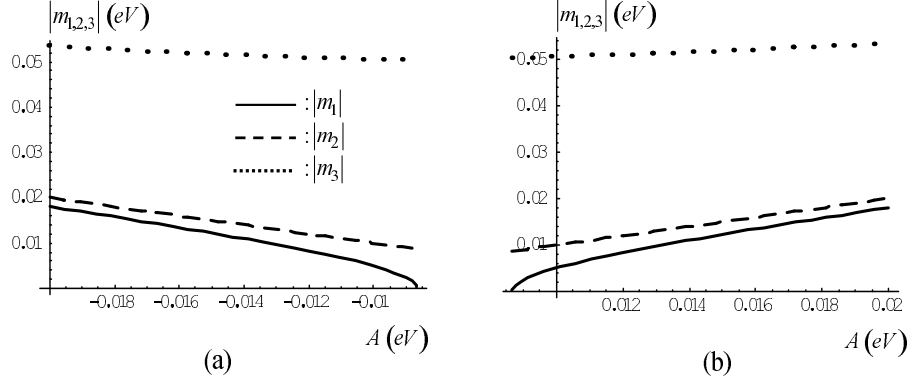 |m₁,₂,₃| (eV)
0.05
0.04
0.03
0.02
0.01
: |m₁|
: |m₂|
: |m₃|
-0.018 -0.016 -0.014 -0.012 -0.01
A (eV)
(a)
|m₁,₂,₃| (eV)
0.05
0.04
0.03
0.02
0.01
0.012 0.014 0.016 0.018 0.02
A (eV)
(b)